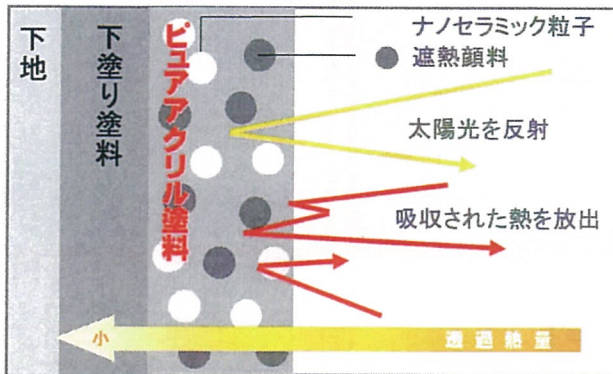 下地
下塗り塗料
ピュアアクリル塗料
ナノセラミック粒子
遮熱顔料
太陽光を反射
吸収された熱を放出
小
透過熱量